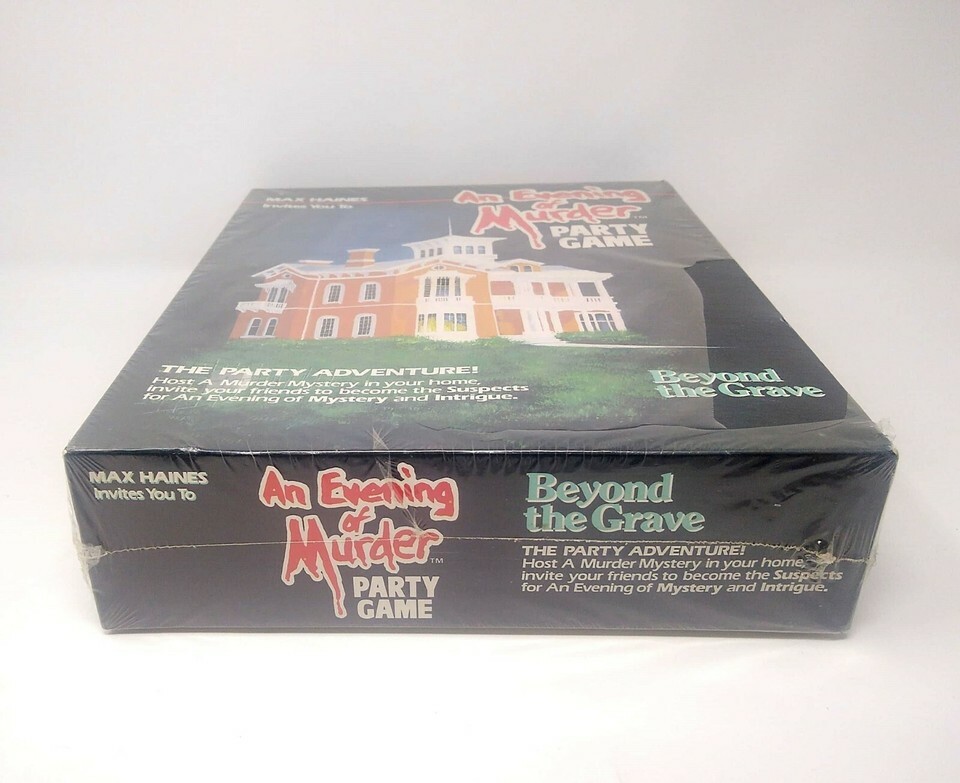 MAX HAINES
Invites You To
An Evening
of
Murder™
PARTY
GAME
THE PARTY ADVENTURE!
Host A Murder Mystery in your home,
invite your friends to become the Suspects
for An Evening of Mystery and Intrigue.
Beyond
the Grave
MAX HAINES
Invites You To
An Evening
of
Murder™
PARTY
GAME
Beyond
the Grave
THE PARTY ADVENTURE!
Host A Murder Mystery in your home,
invite your friends to become the Suspects
for An Evening of Mystery and Intrigue.